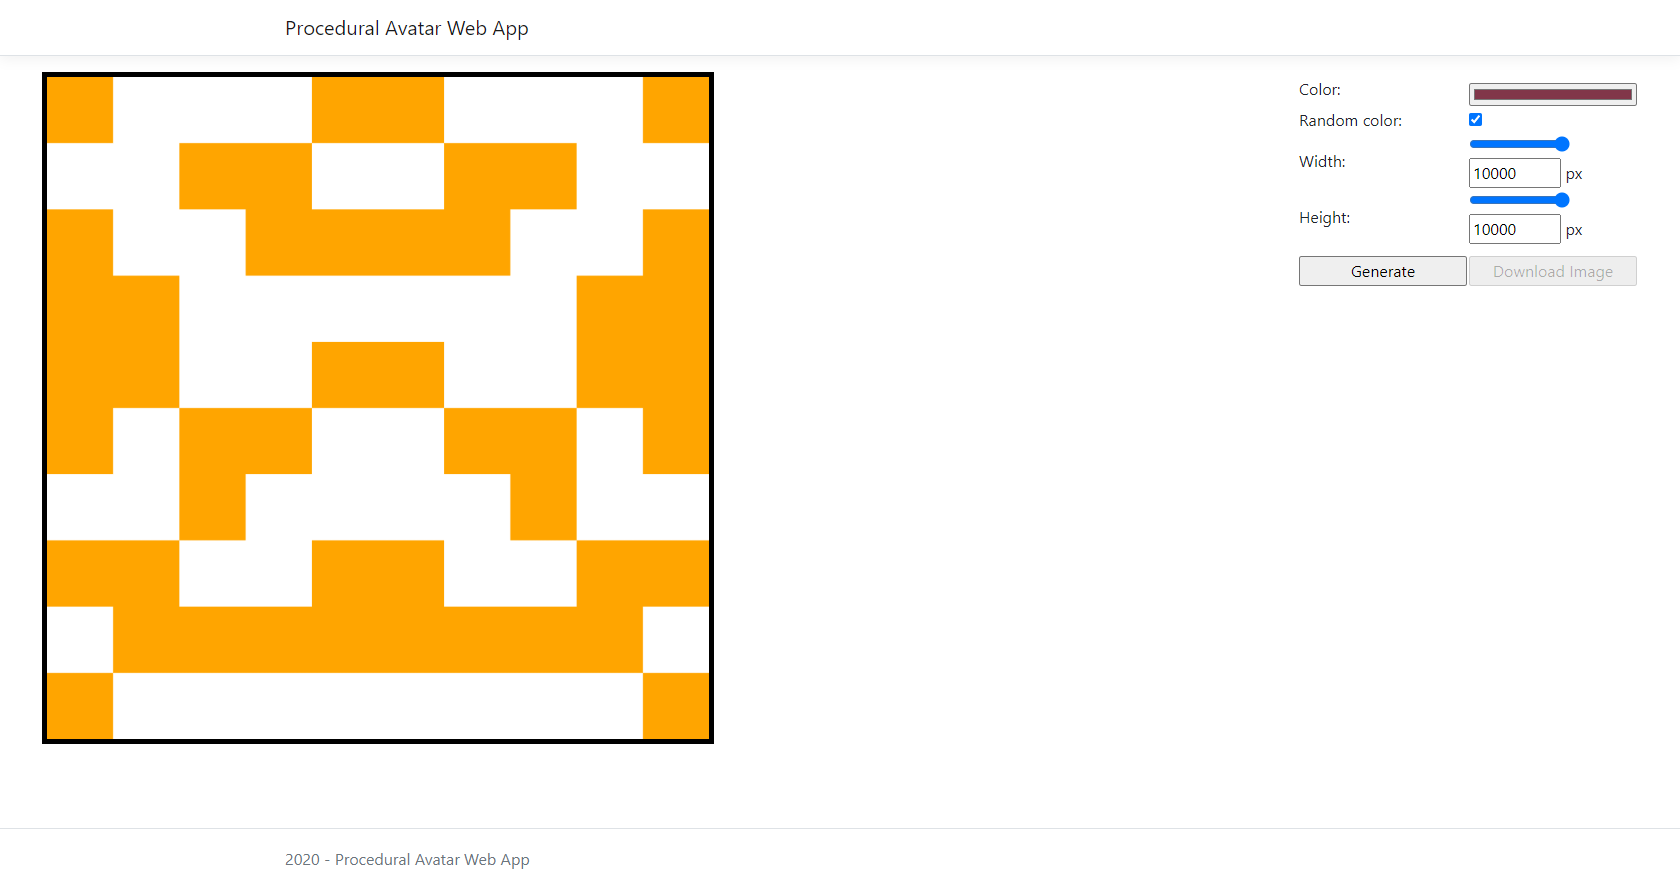 Procedural Avatar Web App
Color:
Random color:
Width:
10000 px
Height:
10000 px
Generate Download Image
2020 - Procedural Avatar Web App